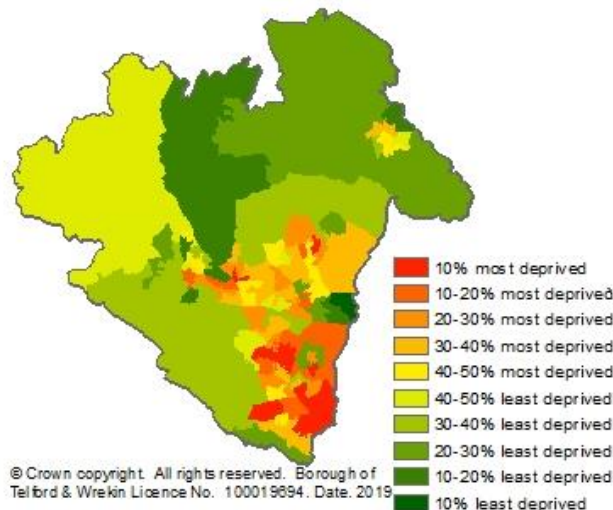 10% most deprived
10-20% most deprived
20-30% most deprived
30-40% most deprived
40-50% most deprived
40-50% least deprived
30-40% least deprived
20-30% least deprived
10-20% least deprived
10% least deprived
© Crown copyright. All rights reserved. Borough of
Telford & Wrekin Licence No. 100019694. Date. 2019